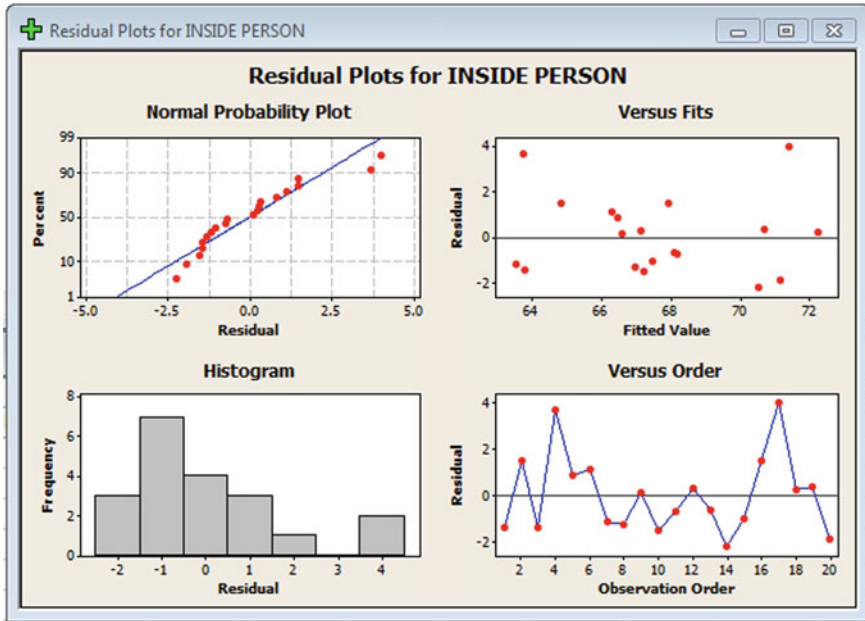 Residual Plots for INSIDE PERSON
Residual Plots for INSIDE PERSON
Normal Probability Plot
99
90
50
10
1
Percent
-5.0 -2.5 0.0 2.5 5.0
Residual
Versus Fits
4
2
0
-2
Residual
64 66 68 70 72
Fitted Value
Histogram
8
6
4
2
0
Frequency
-2 -1 0 1 2 3 4
Residual
Versus Order
4
2
0
-2
Residual
2 4 6 8 10 12 14 16 18 20
Observation Order